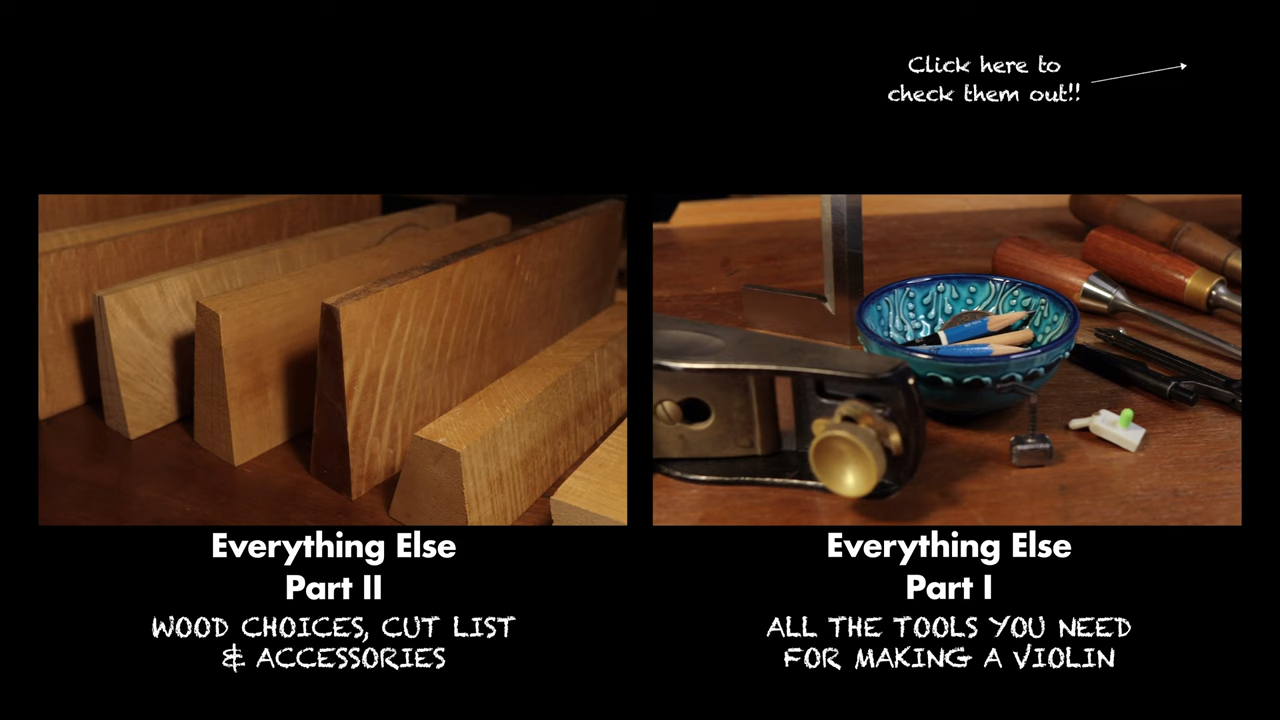 Click here to
check them out!!
Everything Else
Part II
WOOD CHOICES, CUT LIST
& ACCESSORIES
Everything Else
Part I
ALL THE TOOLS YOU NEED
FOR MAKING A VIOLIN